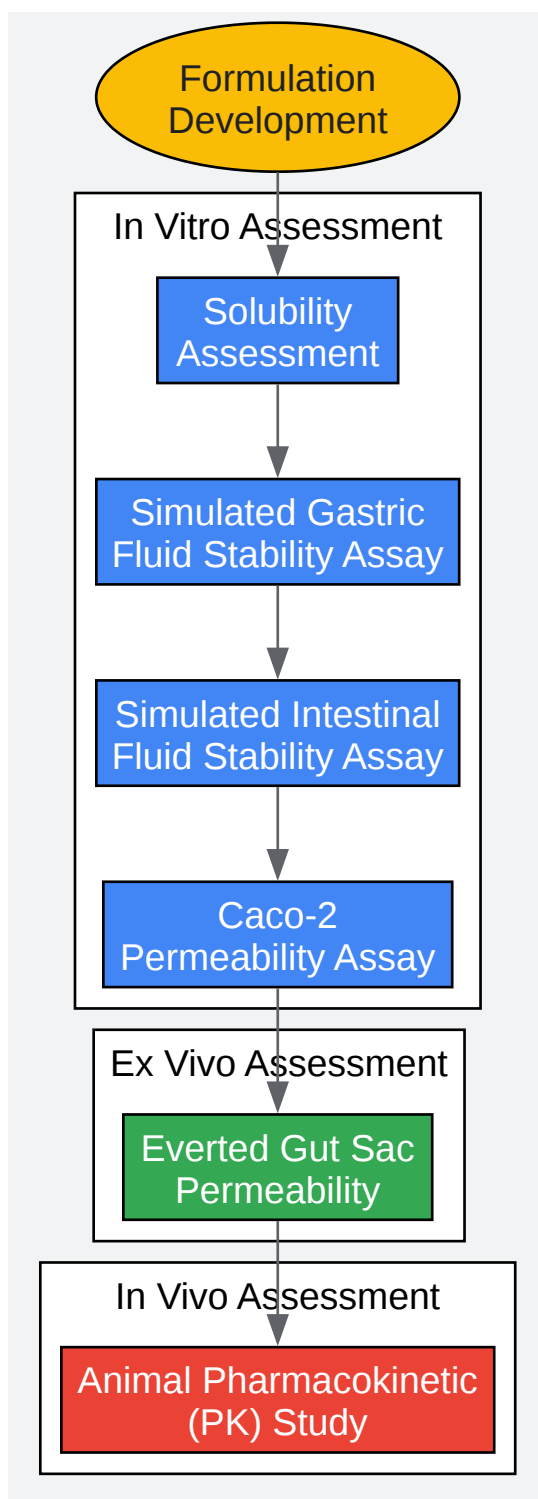 Formulation
Development
In Vitro Assessment
Solubility
Assessment
Simulated Gastric
Fluid Stability Assay
Simulated Intestinal
Fluid Stability Assay
Caco-2
Permeability Assay
Ex Vivo Assessment
Everted Gut Sac
Permeability
In Vivo Assessment
Animal Pharmacokinetic
(PK) Study